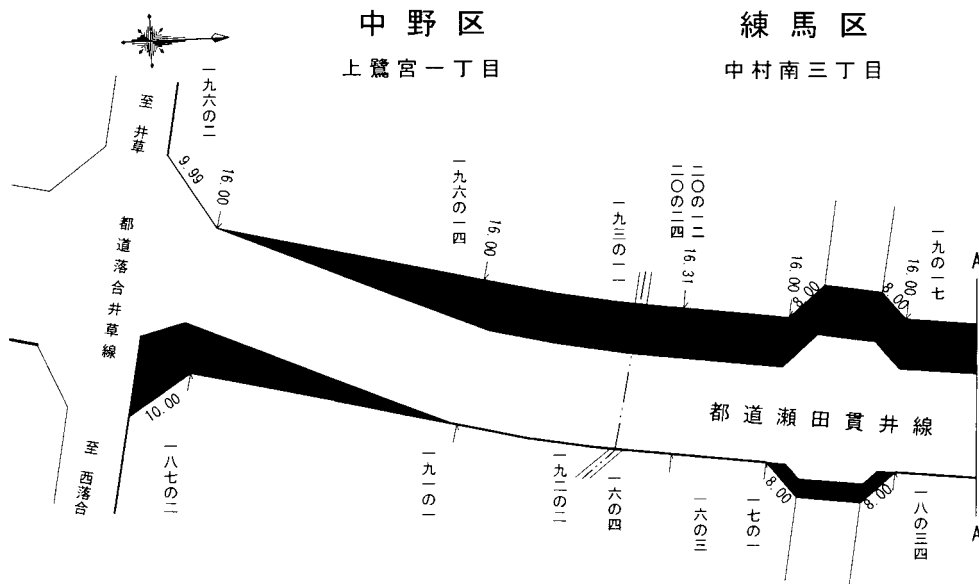 中野区
上鷺宮一丁目
練馬区
中村南三丁目
至 井草
一九六の二
9.99
16.00
一九六の一四
16.00
一九三の一一
二〇の二四
二〇の一二
16.31
16.00
8.00
8.00
16.00
一九の一七
A
都道落合井草線
都道瀬田貫井線
10.00
至 西落合
一八七の二
一九一の一
一九二の二
一六の四
一六の三
一七の一
8.00
8.00
一八の三四
A